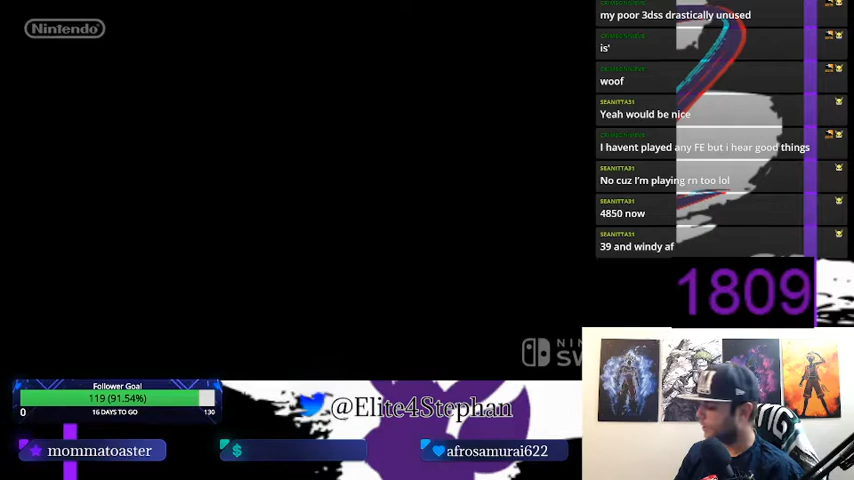 Nintendo
my poor 3dss drastically unused
is'
woof
SEANITTA31
Yeah would be nice
I havent played any FE but i hear good things
SEANITTA31
No cuz I'm playing rn too lol
SEANITTA31
4850 now
SEANITTA31
39 and windy af
1809
Follower Goal
119 (91.54%)
0
16 DAYS TO GO
130
@Elite4Stephan
mommatoaster
$
afrosamurai622